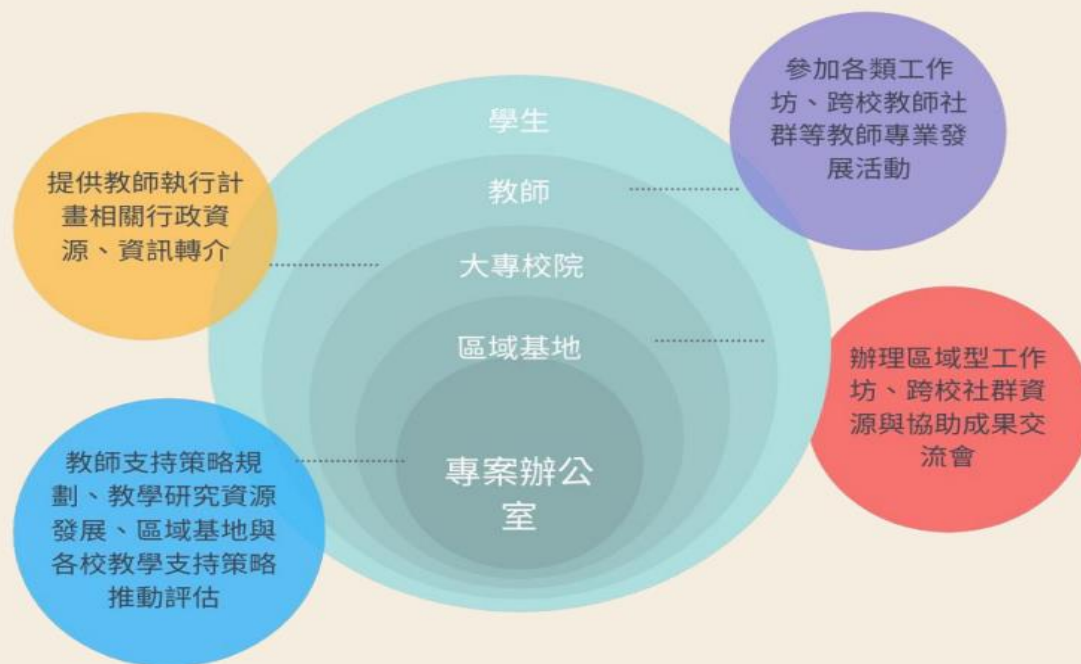 學生
教師
大專校院
區域基地
專案辦公
室
提供教師執行計
畫相關行政資
源、資訊轉介
參加各類工作
坊、跨校教師社
群等教師專業發
展活動
辦理區域型工作
坊、跨校社群資
源與協助成果交
流會
教師支持策略規
劃、教學研究資源
發展、區域基地與
各校教學支持策略
推動評估